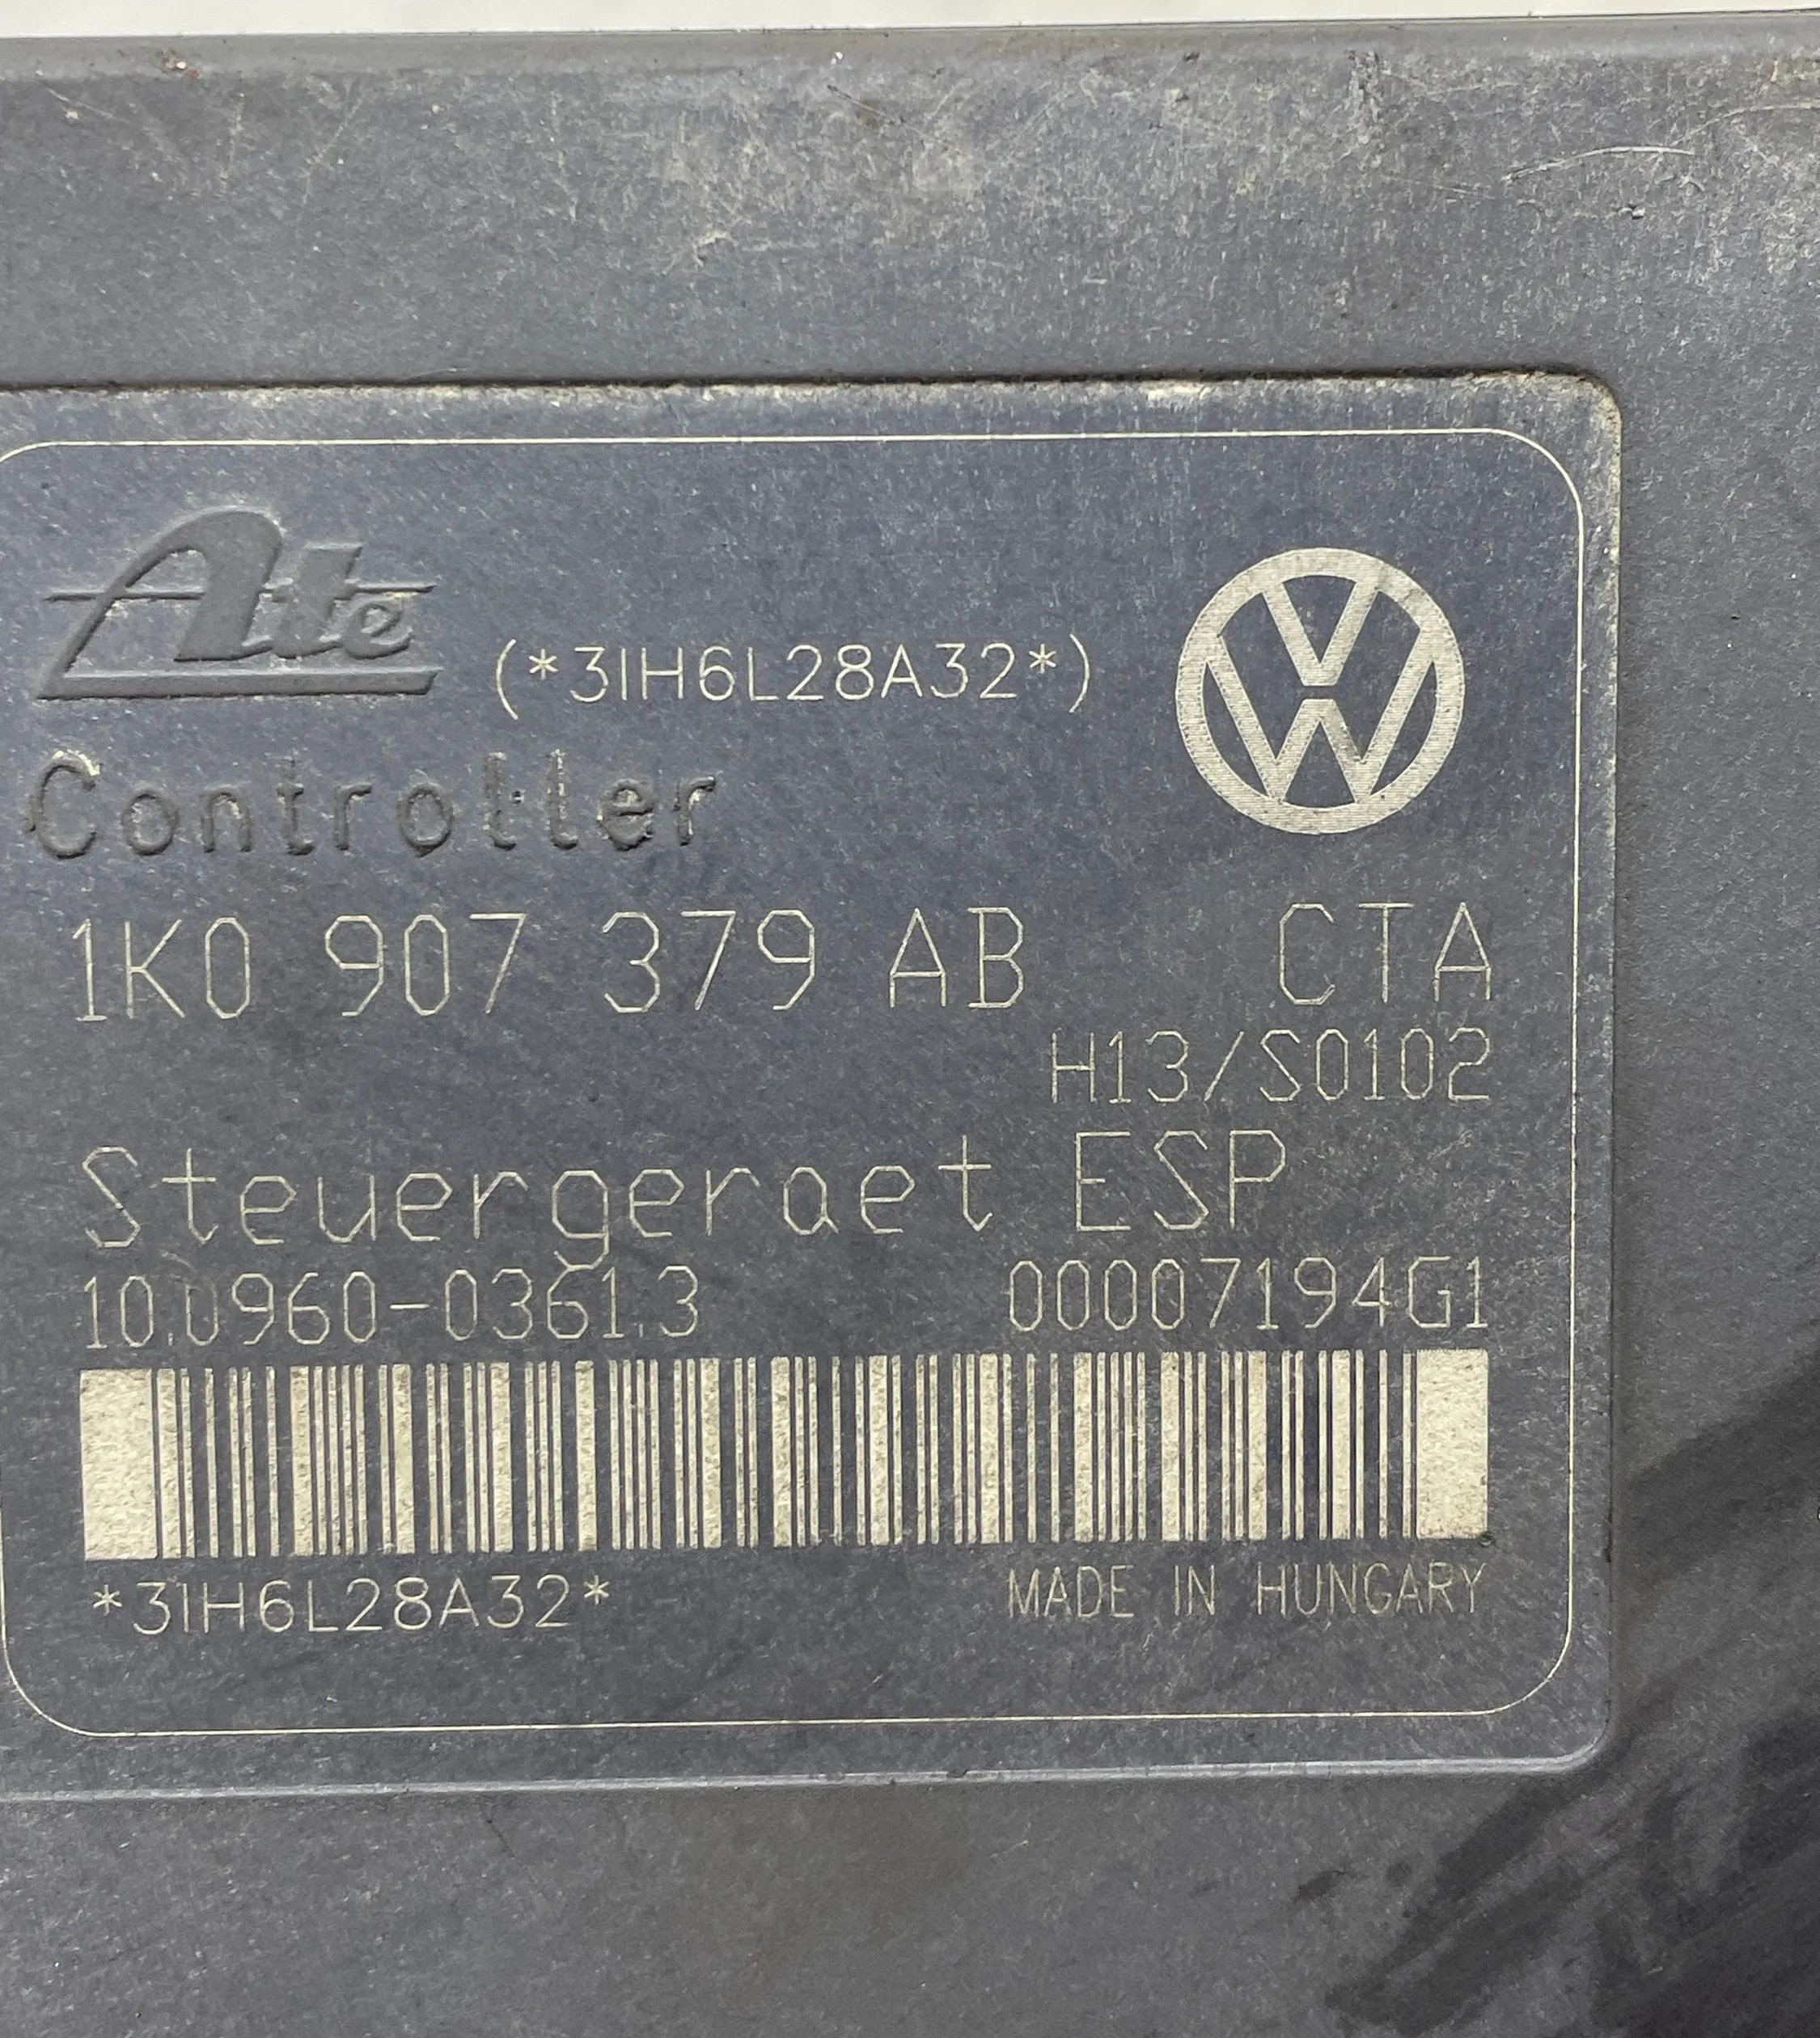 Ate (*3IH6L28A32*)
Controller
1K0 907 379 AB CTA
H13/S0102
Steuergeraet ESP
10.0960-0361.3 00007194G1
*3IH6L28A32* MADE IN HUNGARY